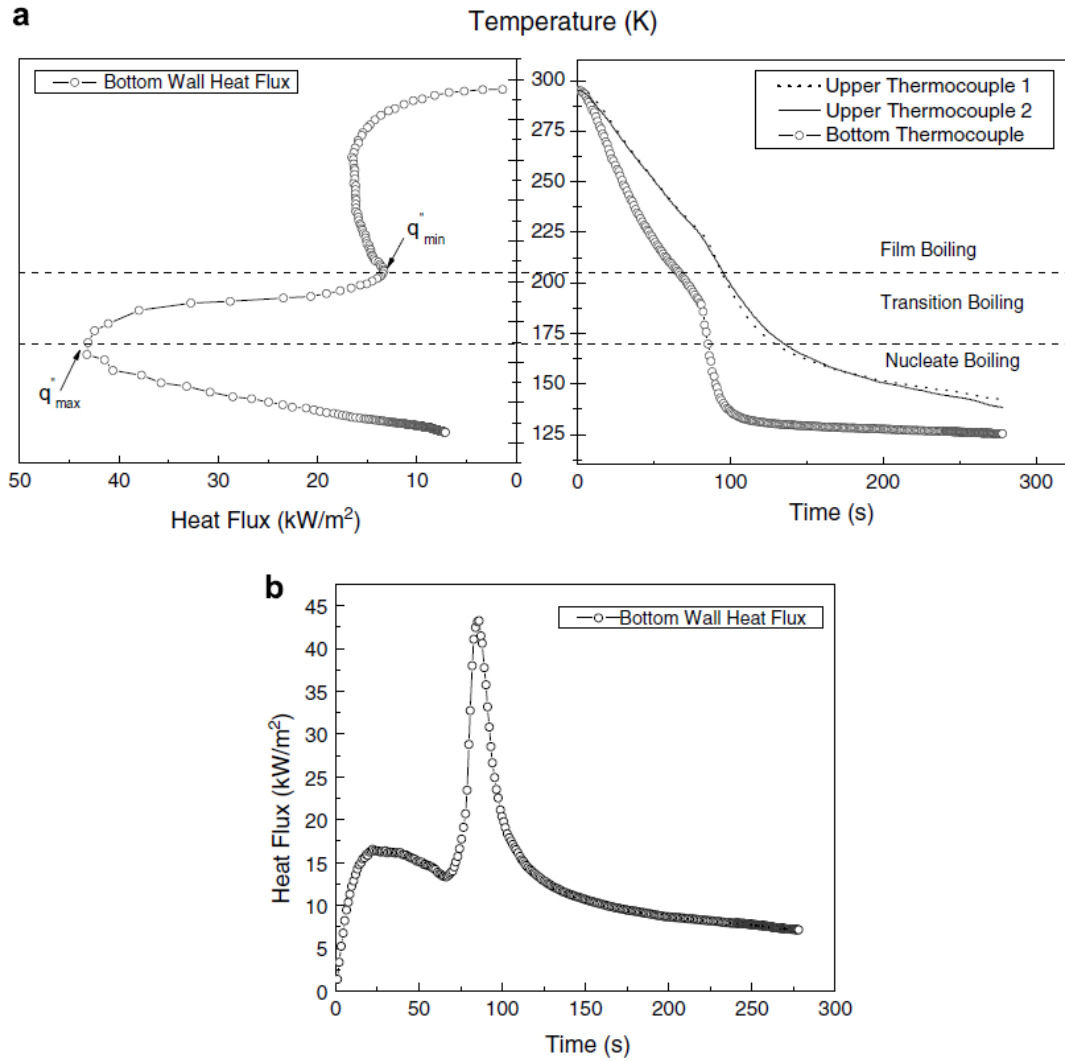 a
Temperature (K)
Bottom Wall Heat Flux
Upper Thermocouple 1
Upper Thermocouple 2
Bottom Thermocouple
300
275
250
225
200
175
150
125
q"min
q"max
Film Boiling
Transition Boiling
Nucleate Boiling
50 40 30 20 10 0
Heat Flux (kW/m²)
0 100 200 300
Time (s)
b
Bottom Wall Heat Flux
45
40
35
30
25
20
15
10
5
0
Heat Flux (kW/m²)
0 50 100 150 200 250 300
Time (s)